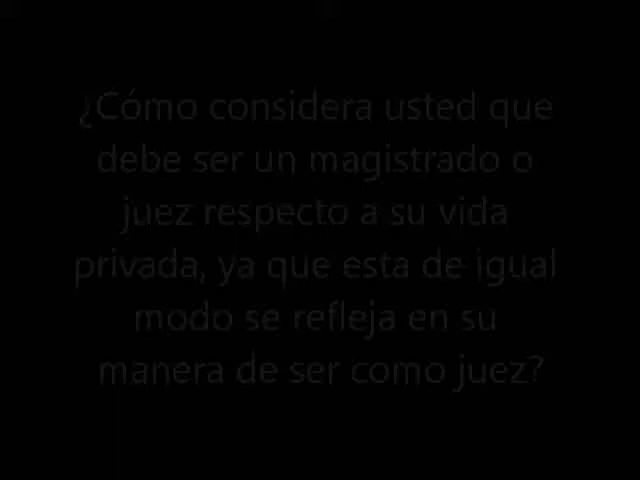 ¿Cómo considera usted que
debe ser un magistrado o
juez respecto a su vida
privada, ya que esta de igual
modo se refleja en su
manera de ser como juez?